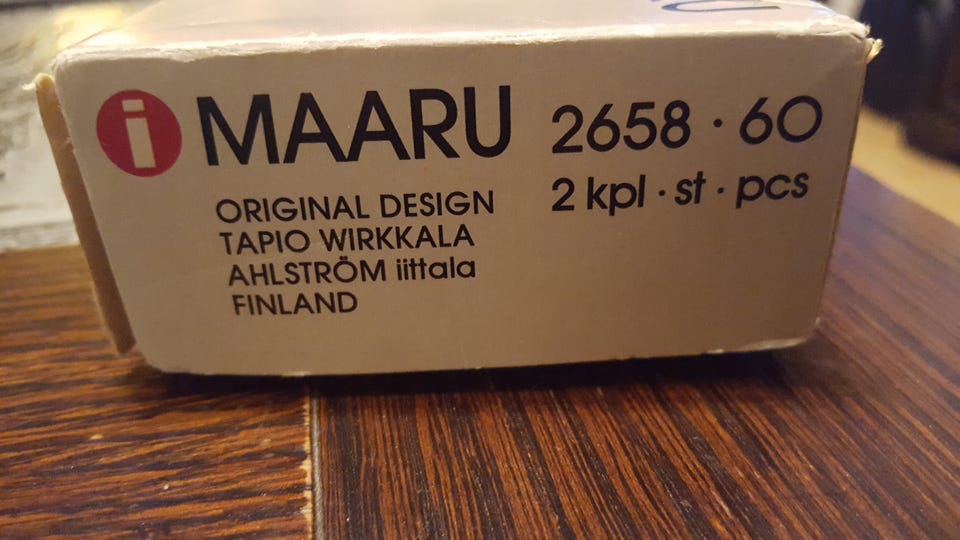 i MAARU 2658 · 60
2 kpl · st · pcs
ORIGINAL DESIGN
TAPIO WIRKKALA
AHLSTRÖM iittala
FINLAND